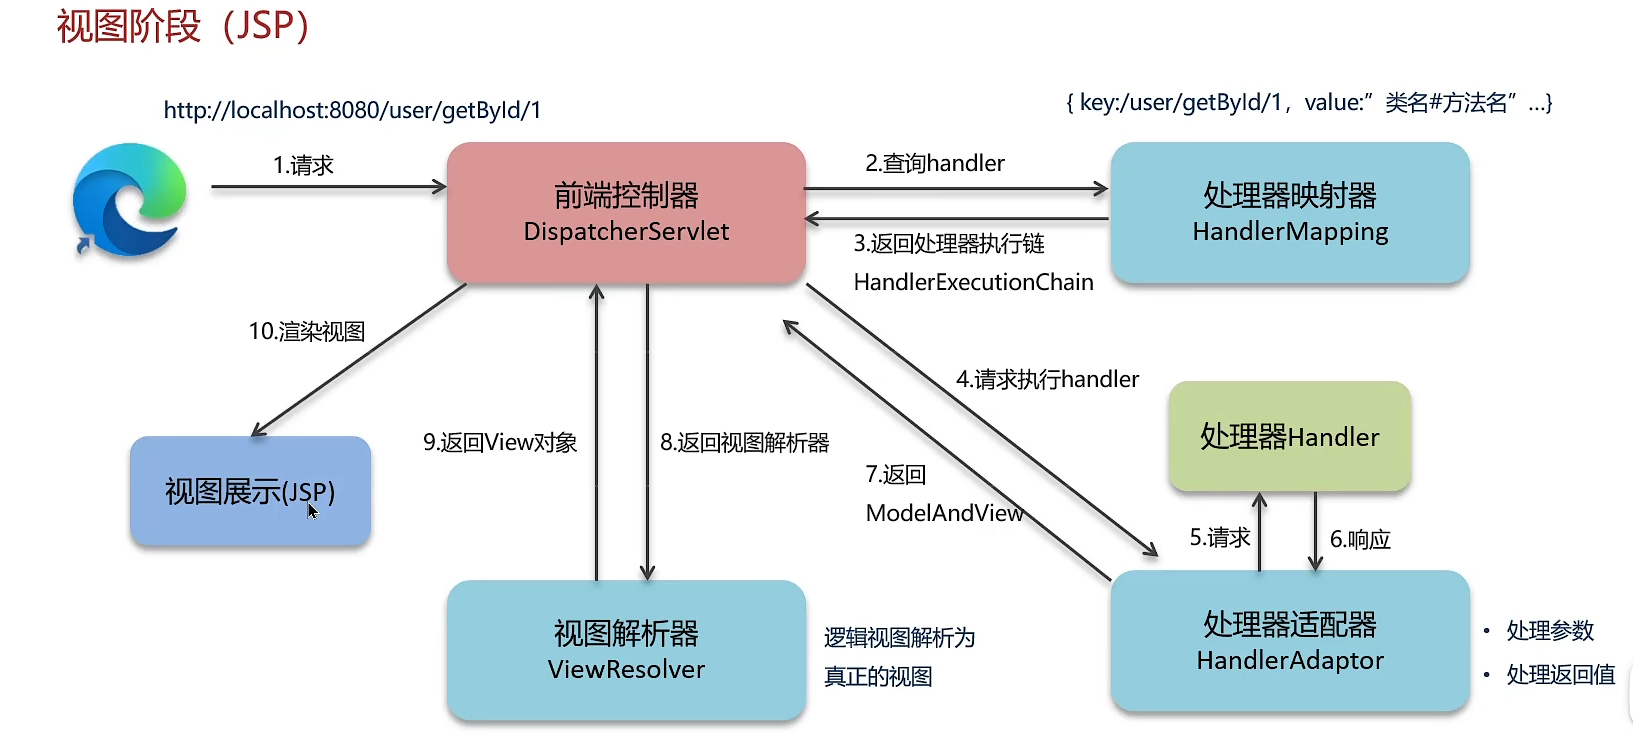 视图阶段（JSP）
http://localhost:8080/user/getById/1
{ key:/user/getById/1，value:”类名#方法名”...}
1.请求
前端控制器
DispatcherServlet
2.查询handler
处理器映射器
HandlerMapping
3.返回处理器执行链
HandlerExecutionChain
10.渲染视图
4.请求执行handler
9.返回View对象
8.返回视图解析器
处理器Handler
7.返回
ModelAndView
视图展示(JSP)
5.请求
6.响应
视图解析器
ViewResolver
逻辑视图解析为
真正的视图
处理器适配器
HandlerAdaptor
• 处理参数
• 处理返回值